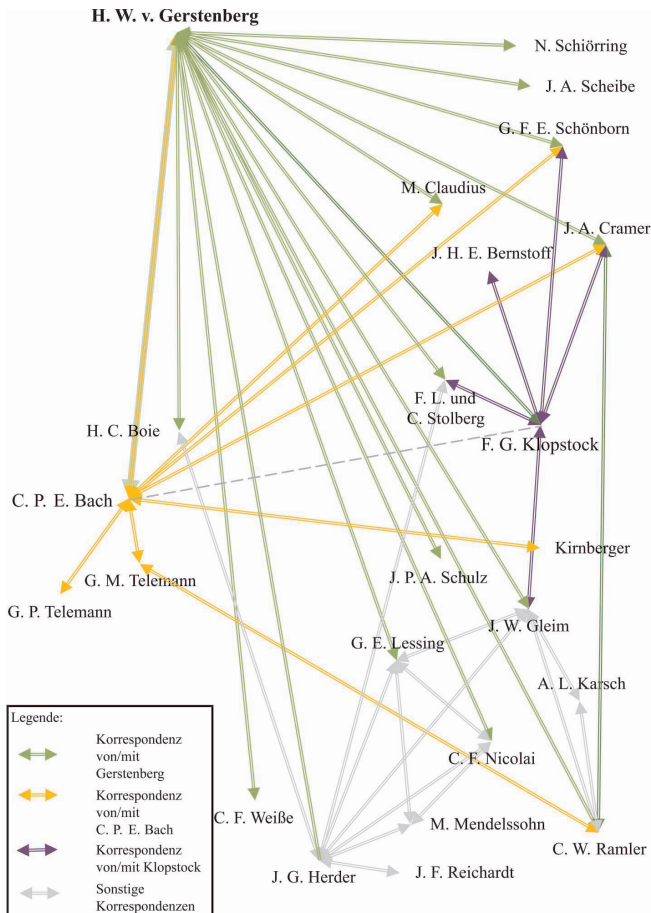 H. W. v. Gerstenberg
N. Schiörring
J. A. Scheibe
G. F. E. Schönborn
M. Claudius
J. A. Cramer
J. H. E. Bernstoff
F. L. und
C. Stolberg
H. C. Boie
F. G. Klopstock
C. P. E. Bach
Kirnberger
G. M. Telemann
J. P. A. Schulz
G. P. Telemann
J. W. Gleim
G. E. Lessing
A. L. Karsch
C. F. Nicolai
C. F. Weiße
M. Mendelssohn
C. W. Ramler
J. G. Herder
J. F. Reichardt
Legende:
Korrespondenz
von/mit
Gerstenberg
Korrespondenz
von/mit
C. P. E. Bach
Korrespondenz
von/mit Klopstock
Sonstige
Korrespondenzen